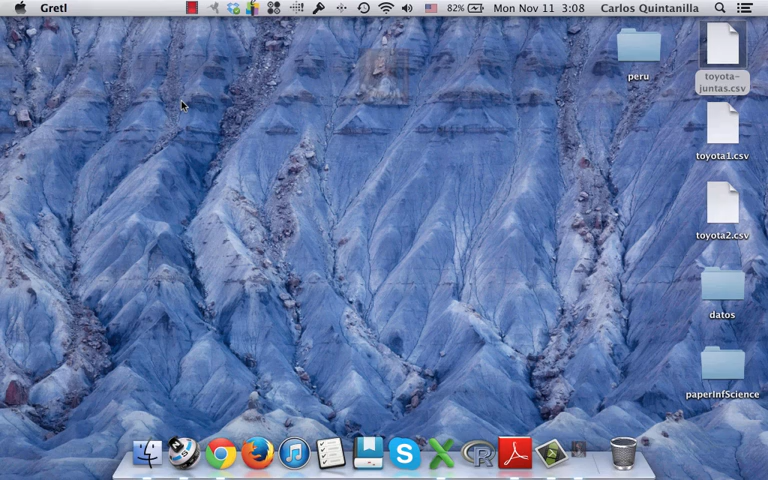 Gretl 82% Mon Nov 11 3:08 Carlos Quintanilla
peru
toyota-
juntas.csv
toyota1.csv
toyota2.csv
datos
paperInfScience